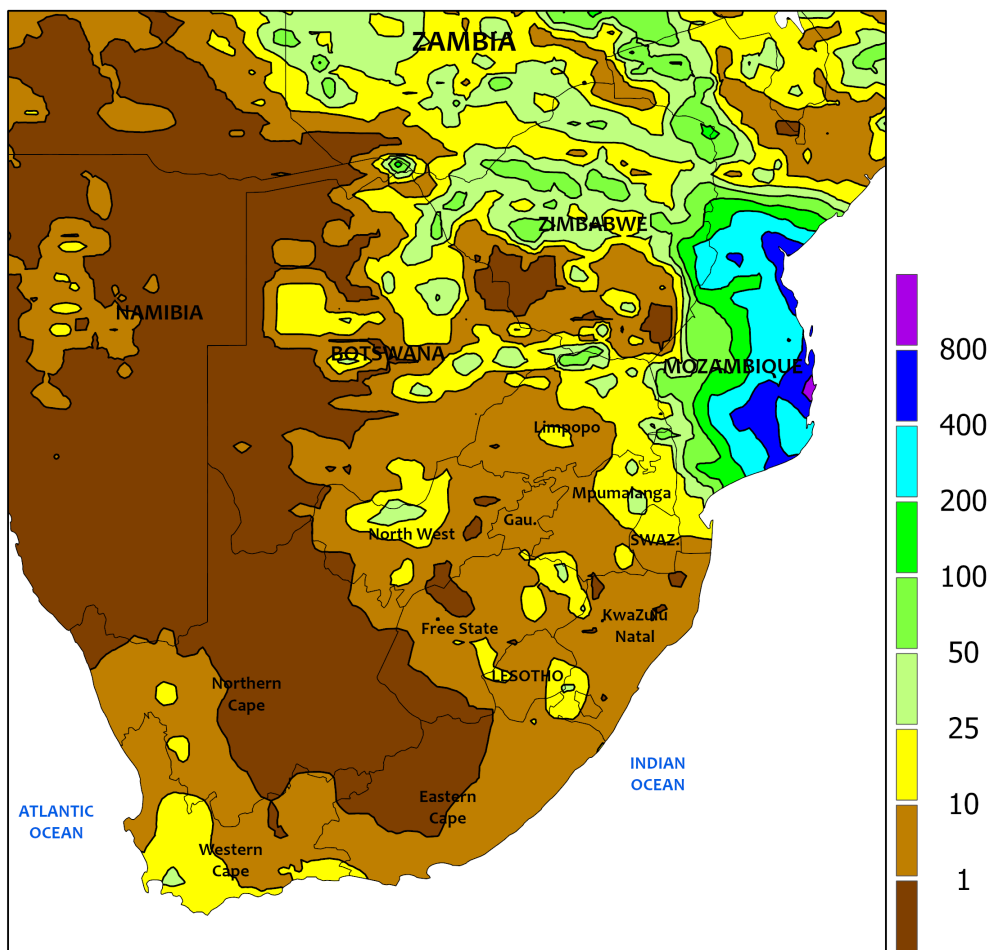 ZAMBIA
ZIMBABWE
NAMIBIA
BOTSWANA
MOZAMBIQUE
Limpopo
Mpumalanga
Gau.
North West
SWAZ.
KwaZulu
Natal
Free State
LESOTHO
Northern
Cape
INDIAN
OCEAN
Eastern
Cape
ATLANTIC
OCEAN
Western
Cape
800
400
200
100
50
25
10
1